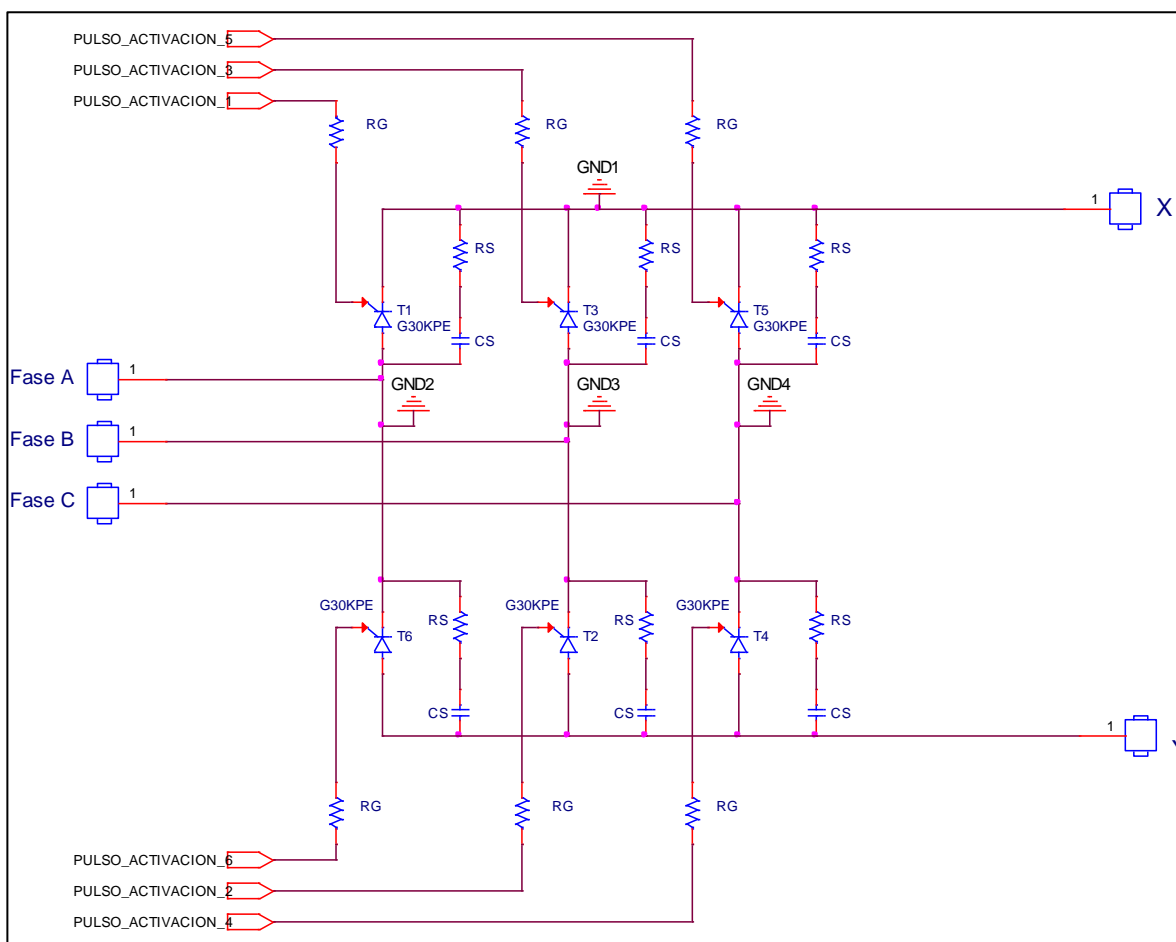 PULSO_ACTIVACION_5
PULSO_ACTIVACION_3
PULSO_ACTIVACION_1
RG
RG
RG
GND1
1
X
RS
RS
RS
T1
G30KPE
T3
G30KPE
T5
G30KPE
CS
CS
CS
Fase A
1
GND2
GND3
GND4
Fase B
1
Fase C
1
G30KPE
G30KPE
G30KPE
RS
RS
RS
T6
T2
T4
CS
CS
CS
1
RG
RG
RG
PULSO_ACTIVACION_6
PULSO_ACTIVACION_2
PULSO_ACTIVACION_4